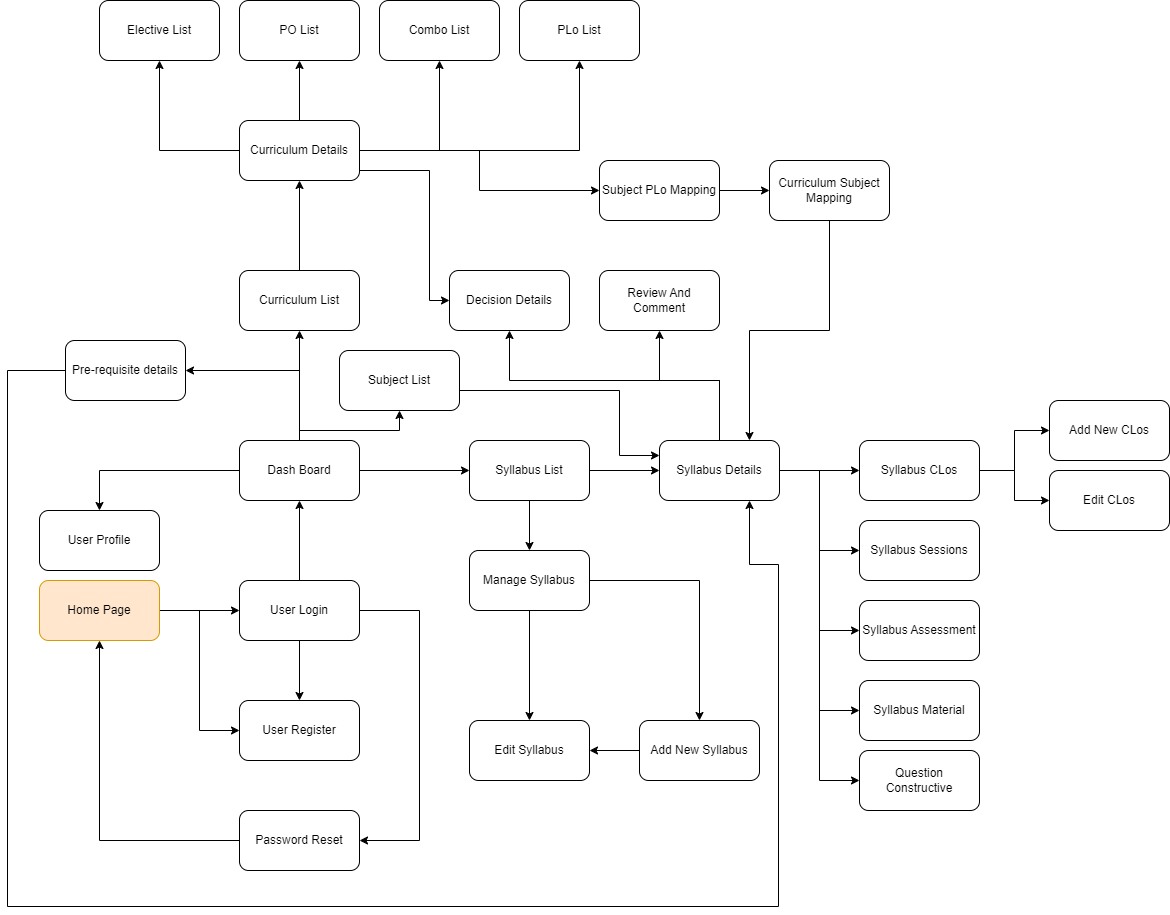 Elective List
PO List
Combo List
PLo List
Curriculum Details
Subject PLo Mapping
Curriculum Subject
Mapping
Curriculum List
Decision Details
Review And
Comment
Pre-requisite details
Subject List
Dash Board
Syllabus List
Syllabus Details
Syllabus CLos
Add New CLos
Edit CLos
User Profile
Syllabus Sessions
Home Page
User Login
Manage Syllabus
Syllabus Assessment
User Register
Edit Syllabus
Add New Syllabus
Syllabus Material
Question
Constructive
Password Reset